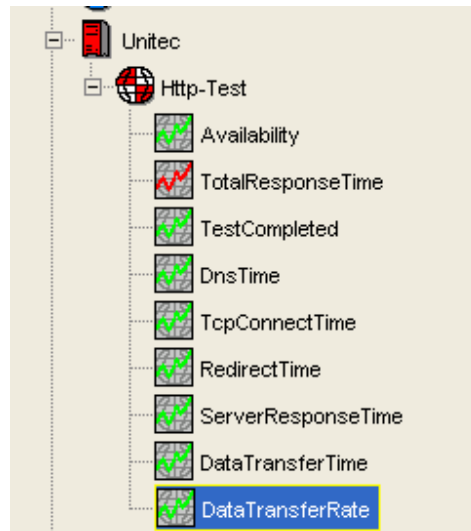 Unitec
Http-Test
Availability
TotalResponseTime
TestCompleted
DnsTime
TcpConnectTime
RedirectTime
ServerResponseTime
DataTransferTime
DataTransferRate